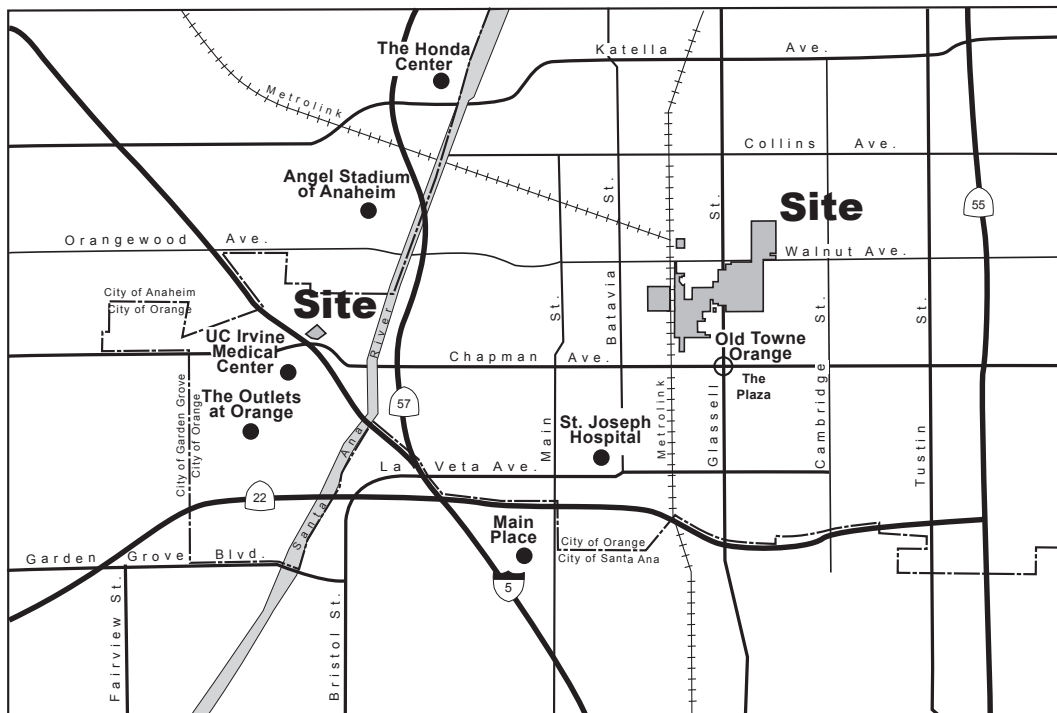 The Honda
Center
Katella Ave.
Metrolink
Collins Ave.
Angel Stadium
of Anaheim
Site
55
St.
St.
Orangewood Ave.
Walnut Ave.
City of Anaheim
City of Orange
Site
Batavia
St.
St.
St.
River
UC Irvine
Medical
Center
Chapman Ave.
Old Towne
Orange
The
Plaza
The Outlets
at Orange
57
City of Garden Grove
City of Orange
St. Joseph
Hospital
Main
Metrolink
Glassell
Cambridge
Tustin
Ana
La Veta Ave.
22
Santa
Main
Place
City of Orange
City of Santa Ana
Garden Grove Blvd.
5
Fairview St.
Bristol St.